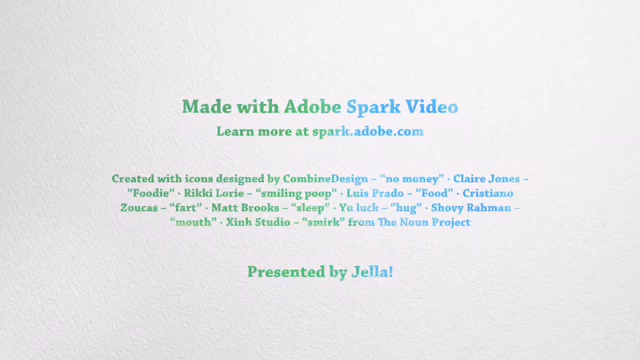 Made with Adobe Spark Video
Learn more at spark.adobe.com
Created with icons designed by CombineDesign – “no money” · Claire Jones –
“Foodie” · Rikki Lorie – “smiling poop” · Luis Prado – “Food” · Cristiano
Zoucas – “fart” · Matt Brooks – “sleep” · Yu luck – “hug” · Shovy Rahman –
“mouth” · Xinh Studio – “smirk” from The Noun Project
Presented by Jella!